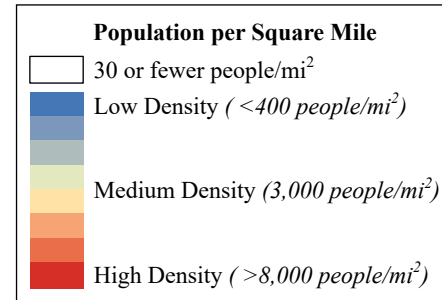 Population per Square Mile
30 or fewer people/mi²
Low Density ( <400 people/mi²)
Medium Density (3,000 people/mi²)
High Density ( >8,000 people/mi²)